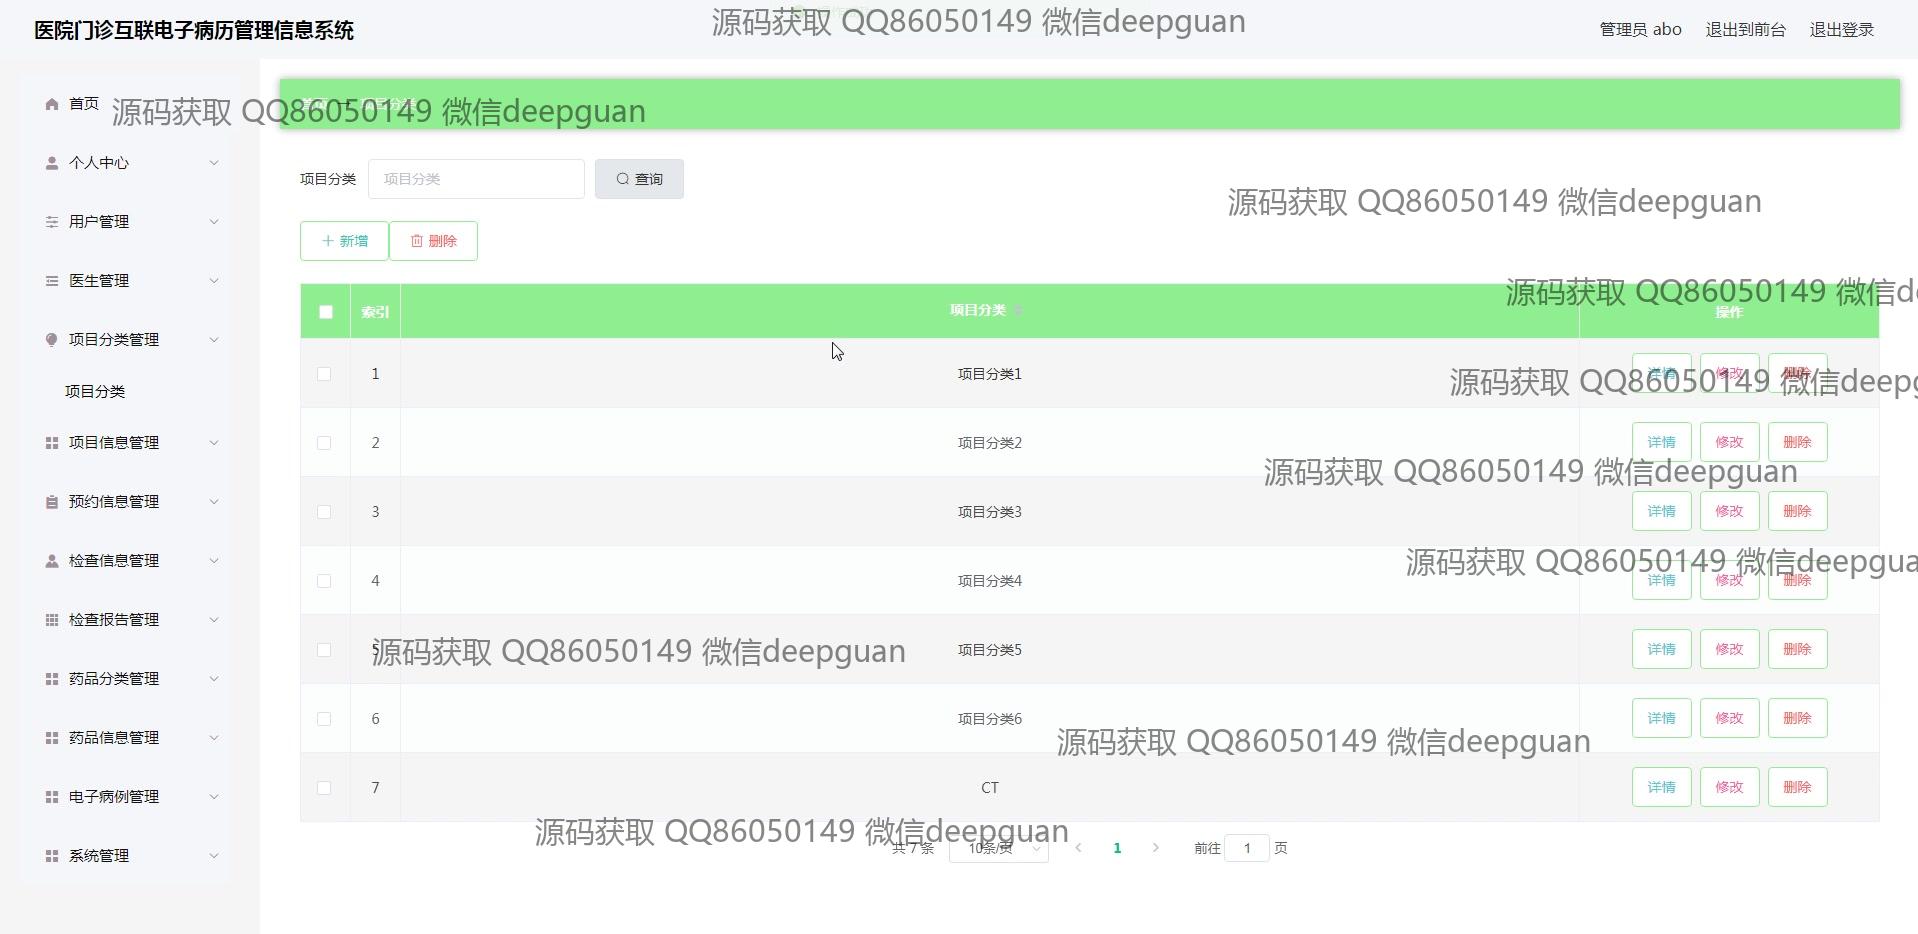 医院门诊互联电子病历管理信息系统
源码获取 QQ86050149 微信deepguan
管理员 abo 退出到前台 退出登录
首页
源码获取 QQ86050149 微信deepguan
个人中心
项目分类 项目分类 查询
源码获取 QQ86050149 微信deepguan
用户管理
新增 删除
医生管理
源码获取 QQ86050149 微信de
索引 项目分类 操作
项目分类管理
1 项目分类1 详情 修改 删除
源码获取 QQ86050149 微信deepg
项目分类
2 项目分类2 详情 修改 删除
项目信息管理
源码获取 QQ86050149 微信deepguan
预约信息管理
3 项目分类3 详情 修改 删除
检查信息管理
源码获取 QQ86050149 微信deepgua
4 项目分类4 详情 修改 删除
检查报告管理
5 项目分类5 详情 修改 删除
源码获取 QQ86050149 微信deepguan
药品分类管理
6 项目分类6 详情 修改 删除
药品信息管理
源码获取 QQ86050149 微信deepguan
7 CT 详情 修改 删除
电子病例管理
源码获取 QQ86050149 微信deepguan
共 7 条 10条/页 1 前往 1 页
系统管理